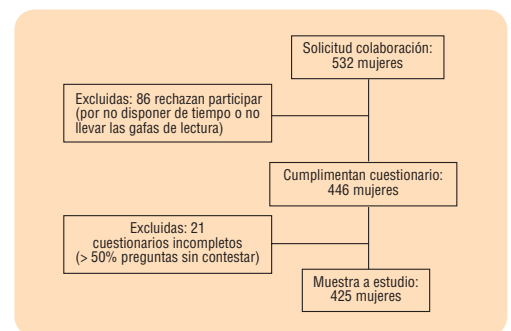 Solicitud colaboración:
532 mujeres
Excluidas: 86 rechazan participar
(por no disponer de tiempo o no
llevar las gafas de lectura)
Cumplimentan cuestionario:
446 mujeres
Excluidas: 21
cuestionarios incompletos
(> 50% preguntas sin contestar)
Muestra a estudio:
425 mujeres